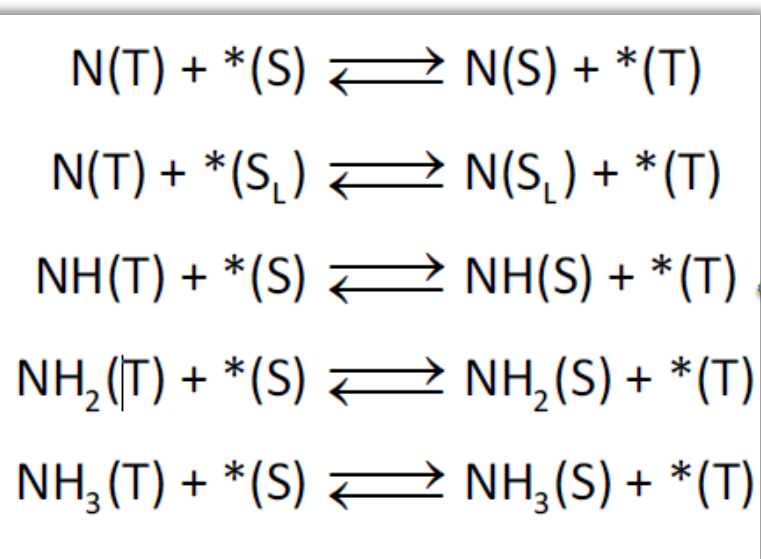 N(T) + *(S) ⇌ N(S) + *(T)
N(T) + *(S_L) ⇌ N(S_L) + *(T)
NH(T) + *(S) ⇌ NH(S) + *(T)
NH₂(T) + *(S) ⇌ NH₂(S) + *(T)
NH₃(T) + *(S) ⇌ NH₃(S) + *(T)